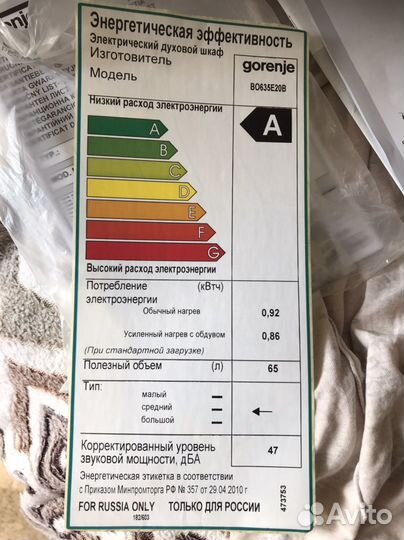 Энергетическая эффективность
Электрический духовой шкаф
Изготовитель gorenje
Модель BO635E20B
Низкий расход электроэнергии
A A
B
C
D
E
F
G
Высокий расход электроэнергии
Потребление (кВтч)
электроэнергии
Обычный нагрев 0,92
Усиленный нагрев с обдувом 0,86
(При стандартной загрузке)
Полезный объем (л) 65
Тип:
малый
средний
большой
Корректированный уровень
звуковой мощности, дБА 47
Энергетическая этикетка в соответствии
с Приказом Минпромторга РФ № 357 от 29.04 2010 г
FOR RUSSIA ONLY ТОЛЬКО ДЛЯ РОССИИ
182/603
473753
Avito